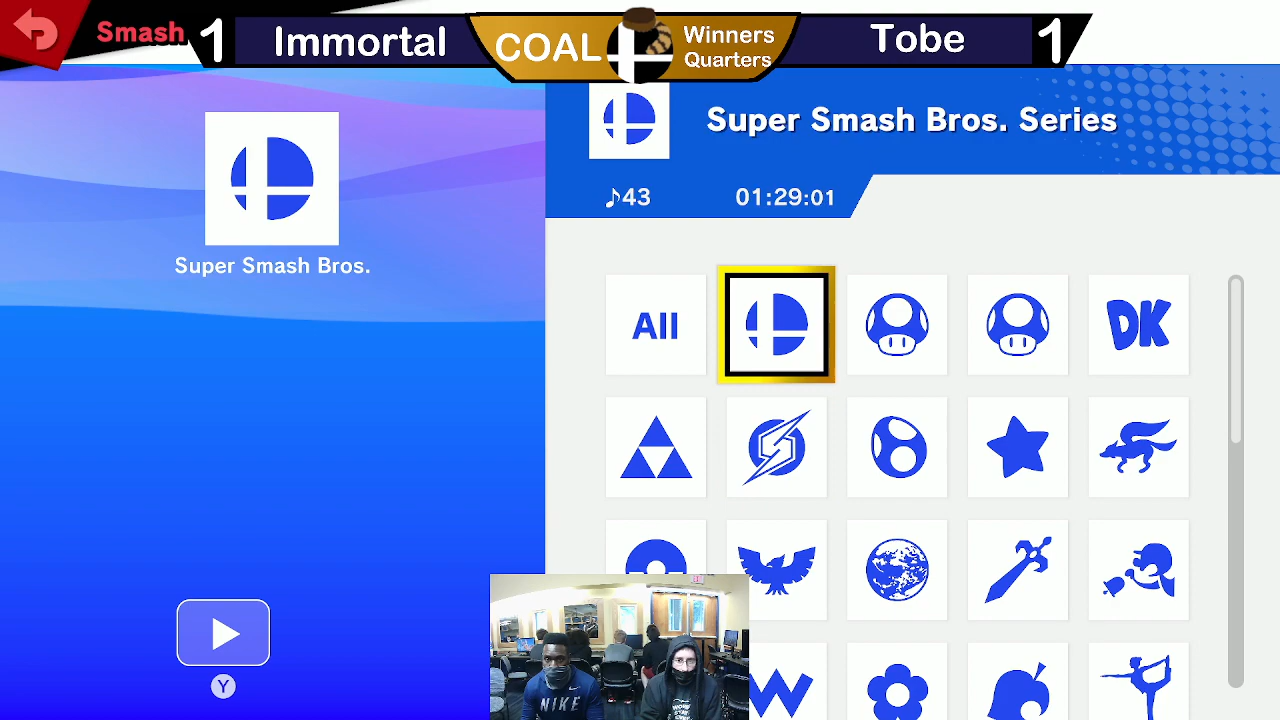 Smash
1
Immortal
COAL
Winners
Quarters
Tobe
1
Super Smash Bros. Series
♪43
01:29:01
Super Smash Bros.
All
DK
Y
NIKE